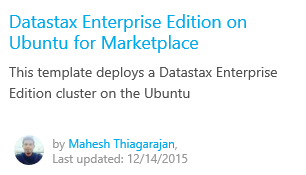 Datastax Enterprise Edition on
Ubuntu for Marketplace
This template deploys a Datastax Enterprise
Edition cluster on the Ubuntu
by Mahesh Thiagarajan,
Last updated: 12/14/2015